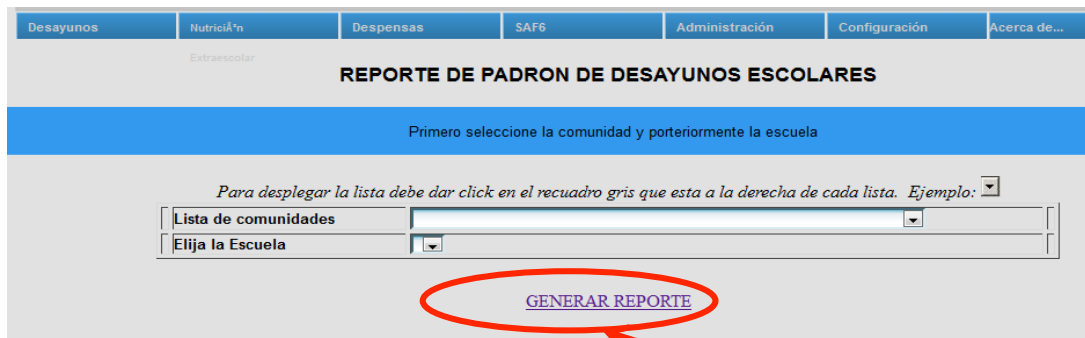 Desayunos NutriciÃ³n Despensas SAF6 Administración Configuración Acerca de...
Extraescolar
REPORTE DE PADRON DE DESAYUNOS ESCOLARES
Primero seleccione la comunidad y porteriormente la escuela
Para desplegar la lista debe dar click en el recuadro gris que esta a la derecha de cada lista. Ejemplo:
Lista de comunidades
Elija la Escuela
GENERAR REPORTE